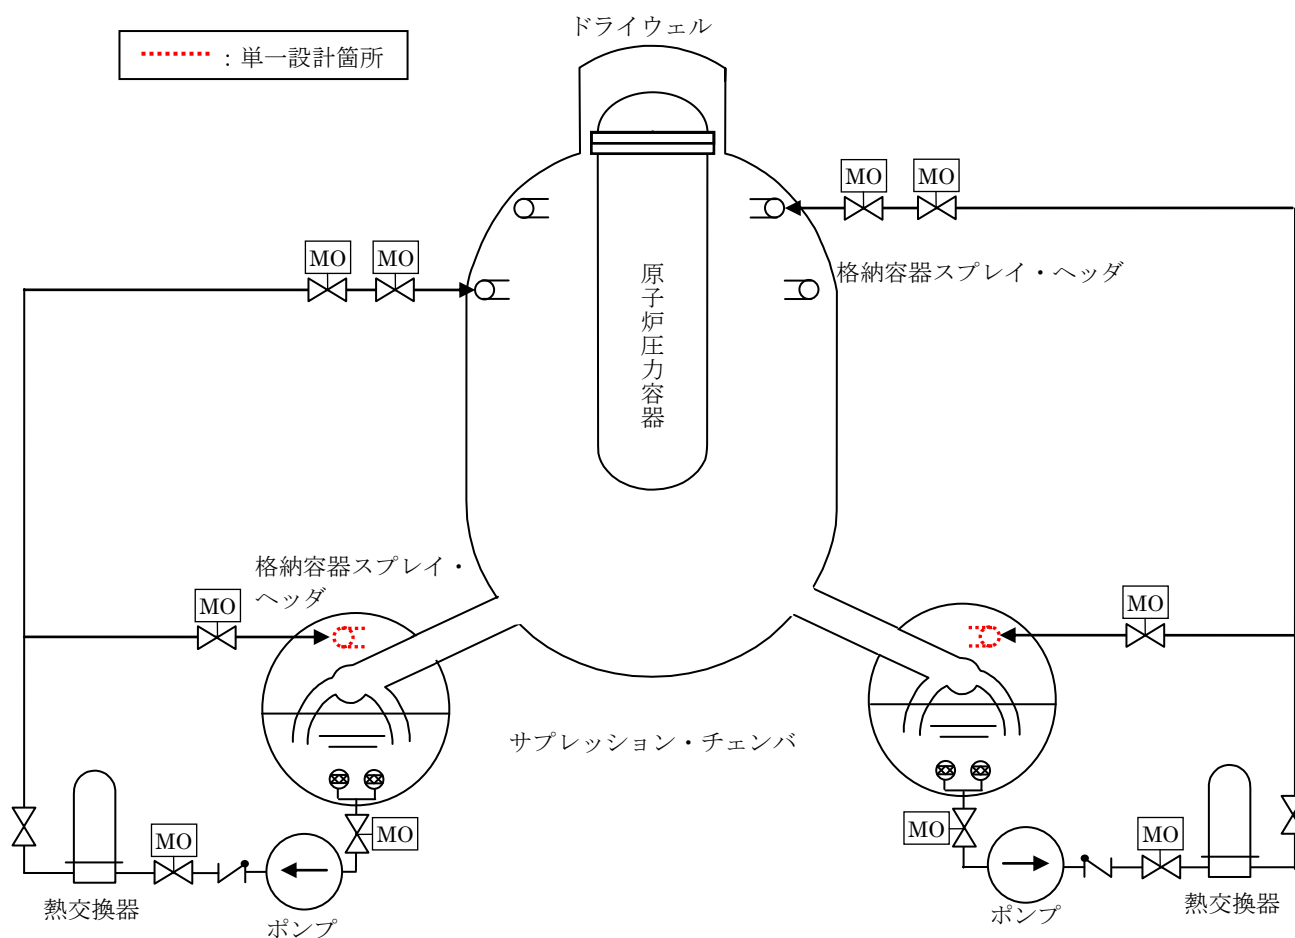 ドライウェル
：単一設計箇所
MO
MO
MO
MO
原子炉圧力容器
格納容器スプレイ・ヘッダ
格納容器スプレイ・
ヘッダ
MO
MO
サプレッション・チェンバ
MO
MO
MO
MO
熱交換器
ポンプ
ポンプ
熱交換器